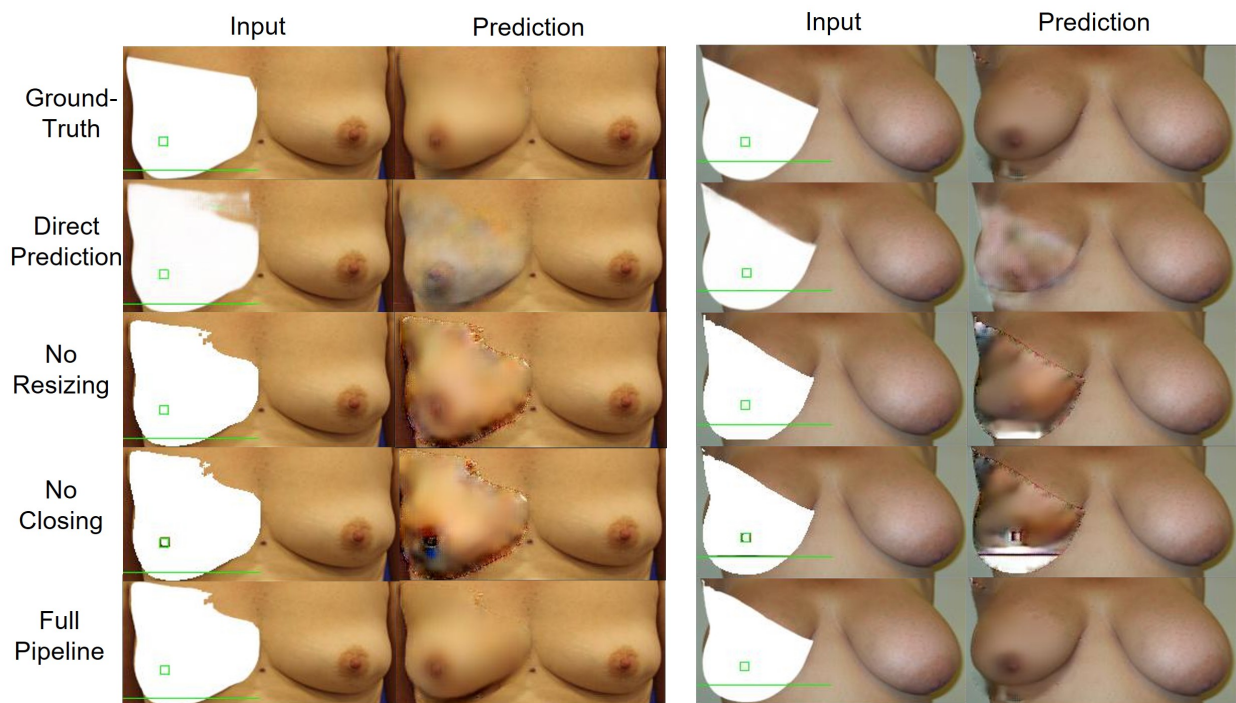 Input
Prediction
Input
Prediction
Ground-
Truth
Direct
Prediction
No
Resizing
No
Closing
Full
Pipeline